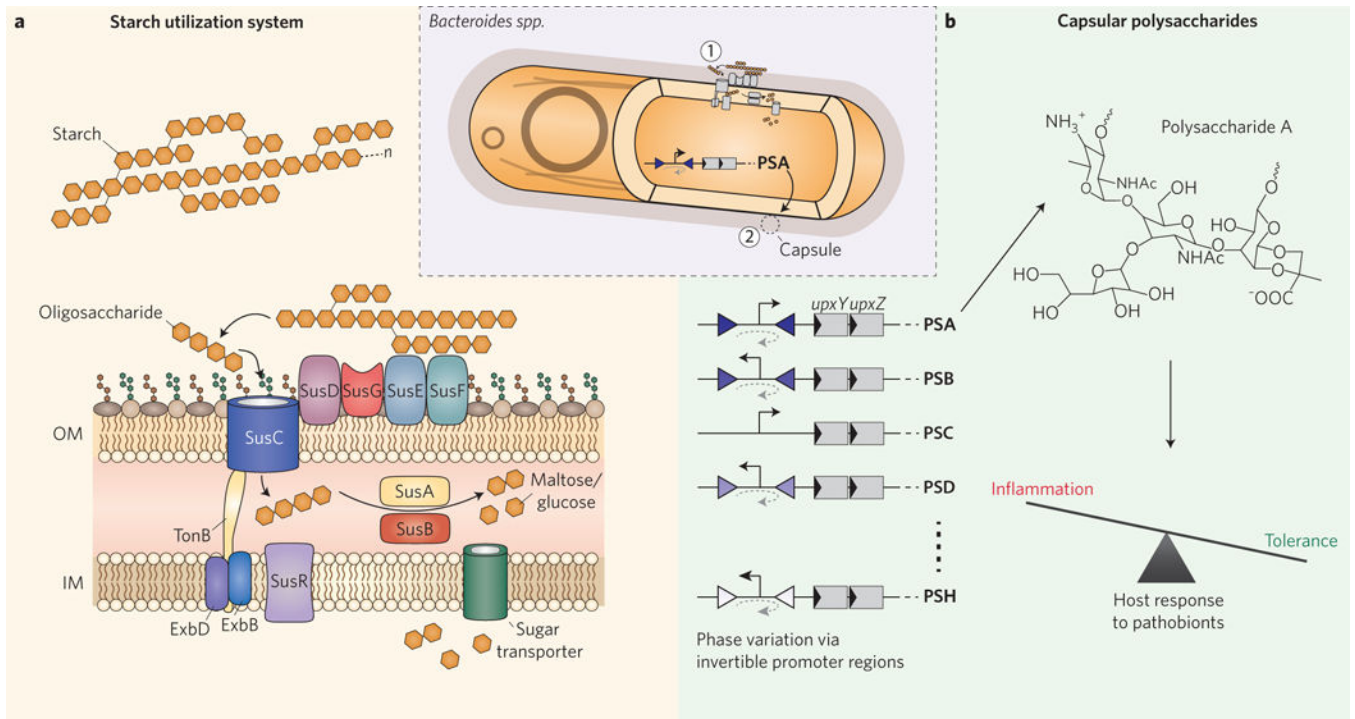 a
Starch utilization system
Bacteroides spp.
b
Capsular polysaccharides
1
PSA
2
Capsule
Starch
n
Oligosaccharide
SusD
SusG
SusE
SusF
OM
SusC
SusA
SusB
Maltose/
glucose
TonB
IM
SusR
ExbD
ExbB
Sugar
transporter
NH3+
Polysaccharide A
O
O
O
NHAc
OH
HO
O
O
NHAc
HO
O
O
O
O
O
HO
HO
OH
OH
-OOC
upxY upxZ
PSA
PSB
PSC
PSD
PSH
Phase variation via
invertible promoter regions
Inflammation
Tolerance
Host response
to pathobionts